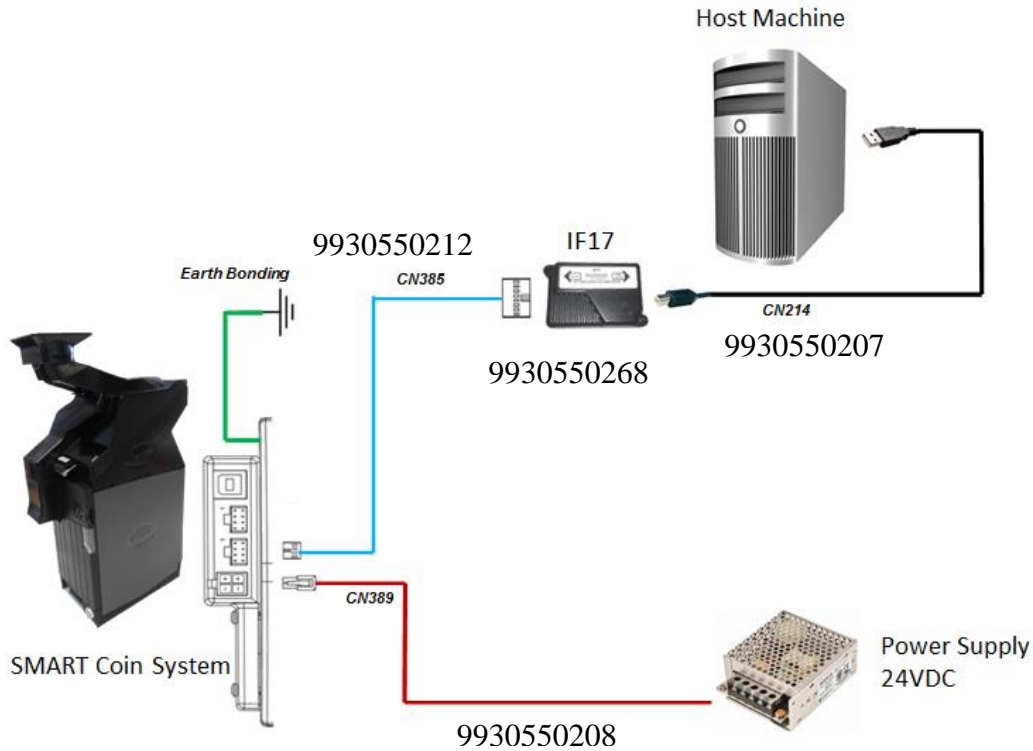 Host Machine
9930550212
IF17
Earth Bonding
CN385
CN214
9930550207
9930550268
CN389
SMART Coin System
Power Supply
24VDC
9930550208